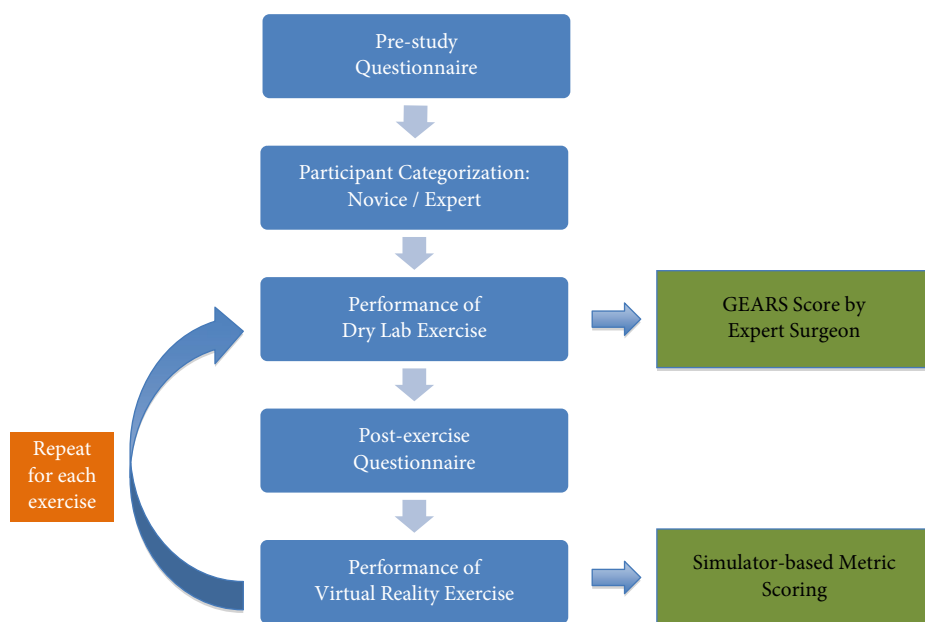 Pre-study
Questionnaire
Participant Categorization:
Novice / Expert
Performance of
Dry Lab Exercise
GEARS Score by
Expert Surgeon
Repeat
for each
exercise
Post-exercise
Questionnaire
Performance of
Virtual Reality Exercise
Simulator-based Metric
Scoring